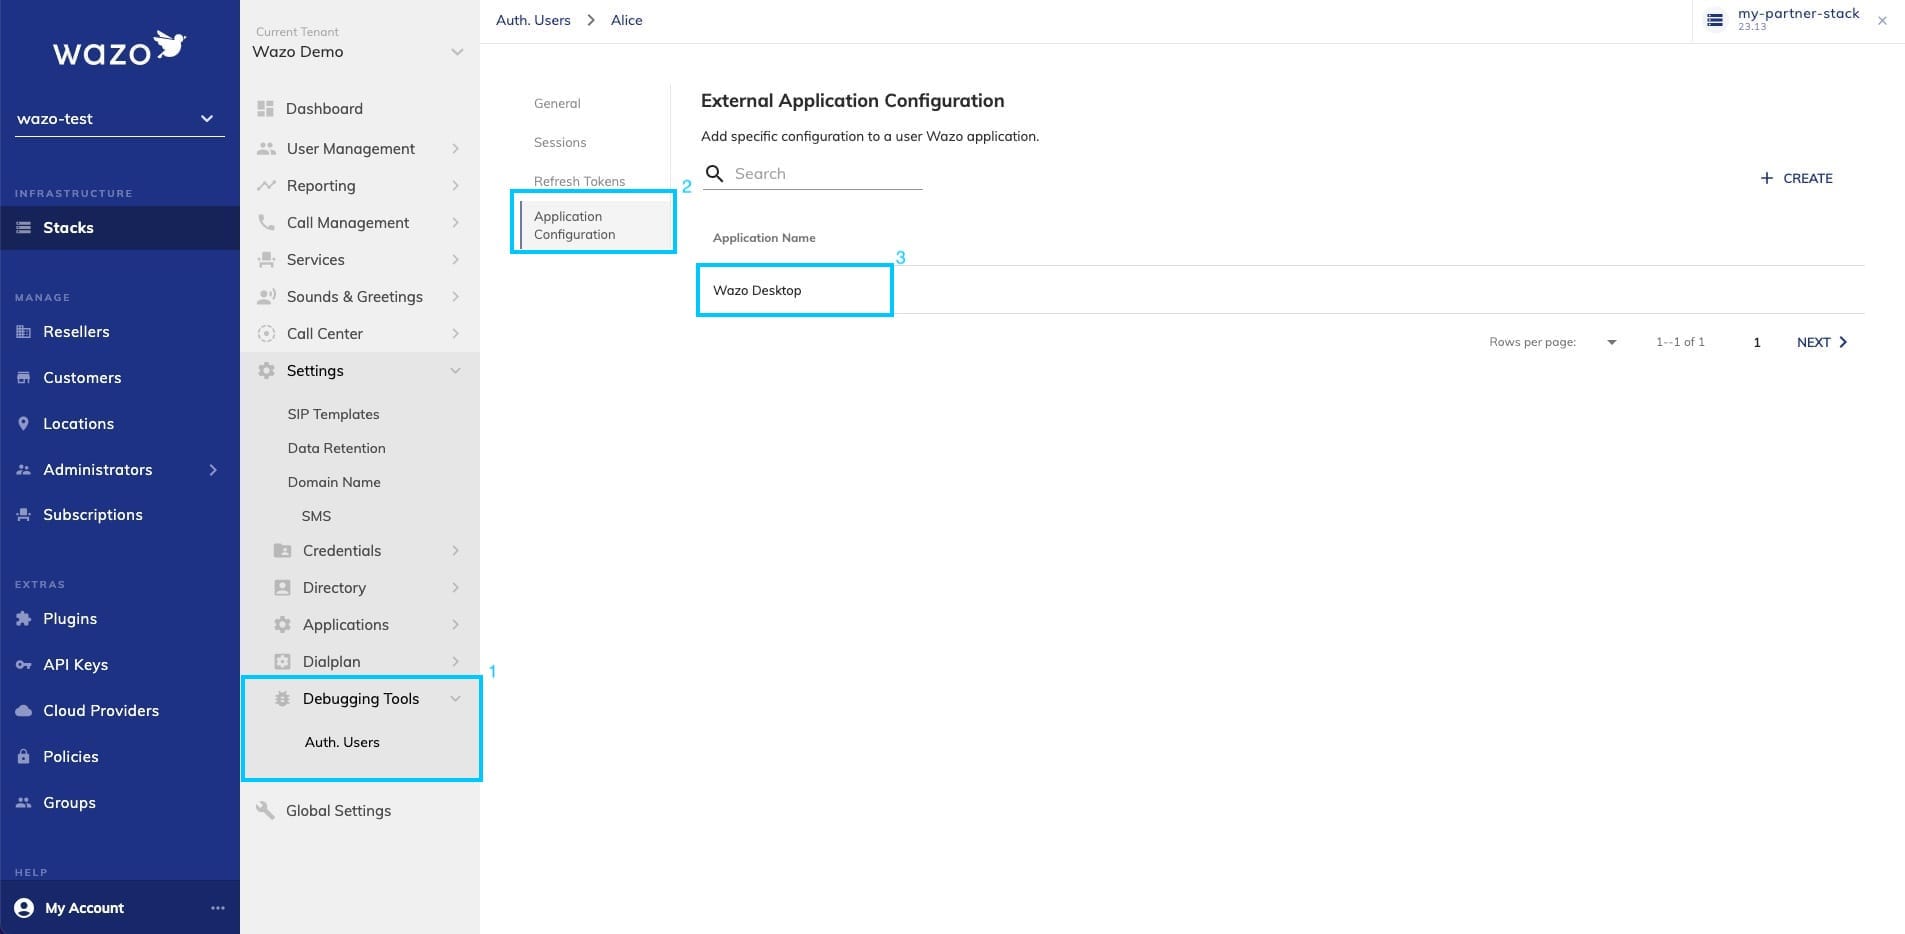 wazo
wazo-test
INFRASTRUCTURE
Stacks
MANAGE
Resellers
Customers
Locations
Administrators
Subscriptions
EXTRAS
Plugins
API Keys
Cloud Providers
Policies
Groups
HELP
My Account
Current Tenant
Wazo Demo
Dashboard
User Management
Reporting
Call Management
Services
Sounds & Greetings
Call Center
Settings
SIP Templates
Data Retention
Domain Name
SMS
Credentials
Directory
Applications
Dialplan
Debugging Tools
1
Auth. Users
Global Settings
Auth. Users > Alice
my-partner-stack
23.13
General
Sessions
Refresh Tokens
2
Application
Configuration
External Application Configuration
Add specific configuration to a user Wazo application.
Search
+ CREATE
Application Name
3
Wazo Desktop
Rows per page:
1--1 of 1
1
NEXT